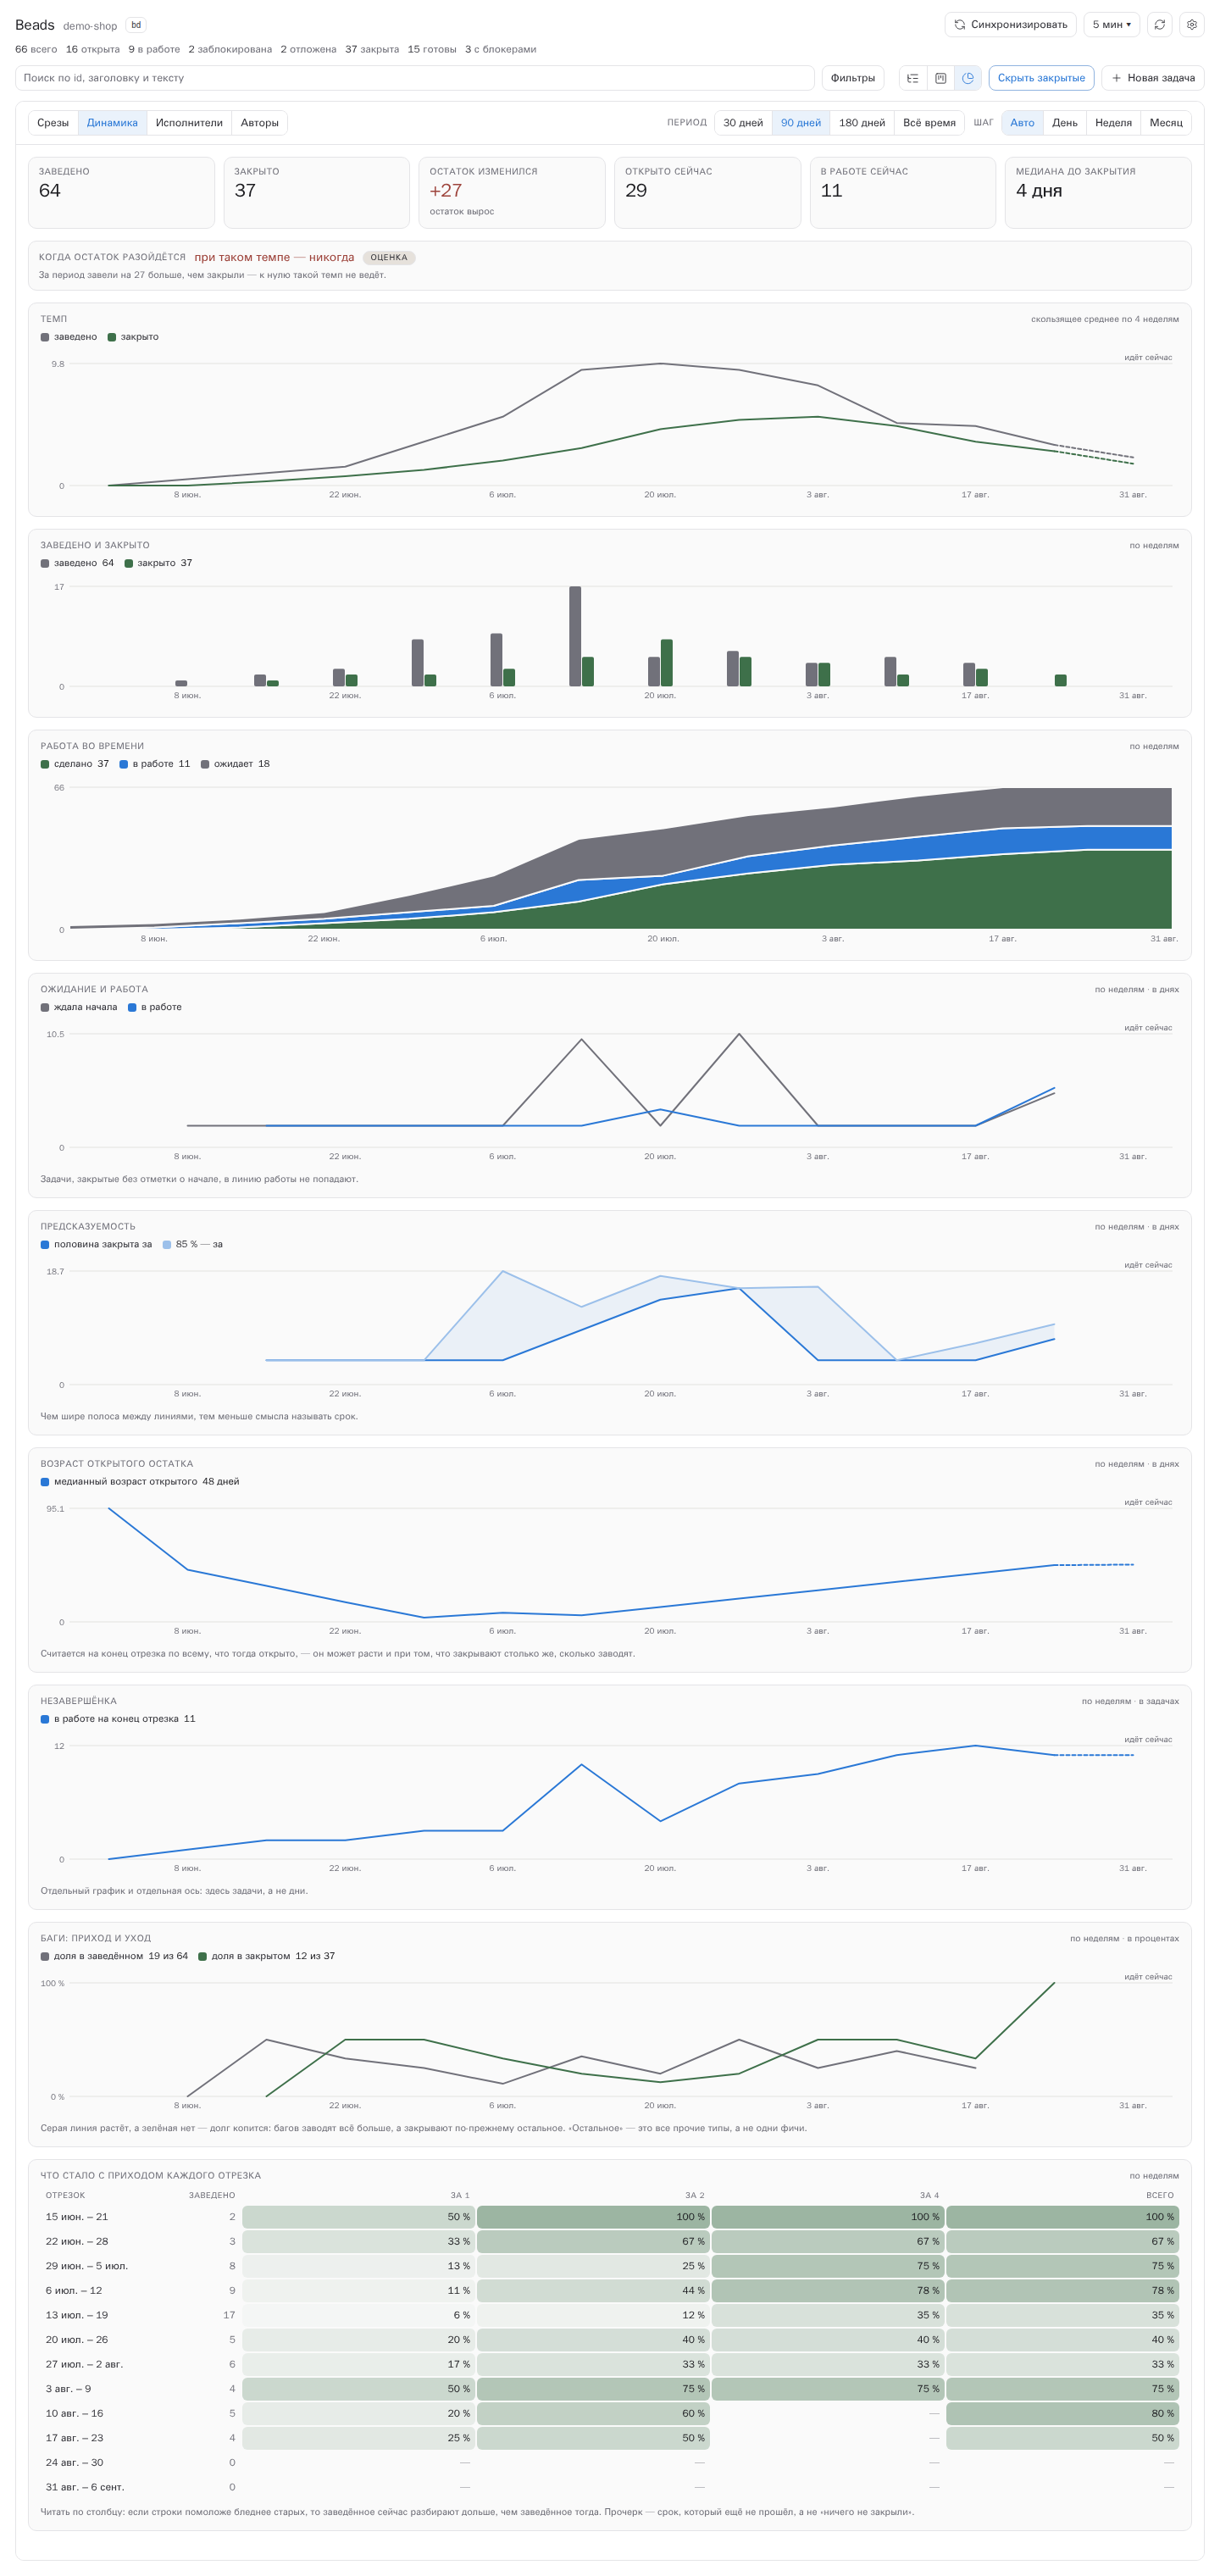 Beads demo-shop bd Синхронизировать 5 мин
66 всего 16 открыта 9 в работе 2 заблокирована 2 отложена 37 закрыта 15 готовы 3 с блокерами
Поиск по id, заголовку и тексту Фильтры Скрыть закрытые + Новая задача
Срезы Динамика Исполнители Авторы ПЕРИОД 30 дней 90 дней 180 дней Всё время ШАГ Авто День Неделя Месяц
ЗАВЕДЕНО ЗАКРЫТО ОСТАТОК ИЗМЕНИЛСЯ ОТКРЫТО СЕЙЧАС В РАБОТЕ СЕЙЧАС МЕДИАНА ДО ЗАКРЫТИЯ
64 37 +27 29 11 4 дня
остаток вырос
КОГДА ОСТАТОК РАЗОЙДЁТСЯ при таком темпе — никогда ОЦЕНКА
За период завели на 27 больше, чем закрыли — к нулю такой темп не ведёт.
ТЕМП скользящее среднее по 4 неделям
заведено закрыто
идёт сейчас
9.8
0
8 июн. 22 июн. 6 июл. 20 июл. 3 авг. 17 авг. 31 авг.
ЗАВЕДЕНО И ЗАКРЫТО по неделям
заведено 64 закрыто 37
17
0
8 июн. 22 июн. 6 июл. 20 июл. 3 авг. 17 авг. 31 авг.
РАБОТА ВО ВРЕМЕНИ по неделям
сделано 37 в работе 11 ожидает 18
66
0
8 июн. 22 июн. 6 июл. 20 июл. 3 авг. 17 авг. 31 авг.
ОЖИДАНИЕ И РАБОТА по неделям · в днях
ждала начала в работе
идёт сейчас
10.5
0
8 июн. 22 июн. 6 июл. 20 июл. 3 авг. 17 авг. 31 авг.
Задачи, закрытые без отметки о начале, в линию работы не попадают.
ПРЕДСКАЗУЕМОСТЬ по неделям · в днях
половина закрыта за 85 % — за
идёт сейчас
18.7
0
8 июн. 22 июн. 6 июл. 20 июл. 3 авг. 17 авг. 31 авг.
Чем шире полоса между линиями, тем меньше смысла называть срок.
ВОЗРАСТ ОТКРЫТОГО ОСТАТКА по неделям · в днях
медианный возраст открытого 48 дней
идёт сейчас
95.1
0
8 июн. 22 июн. 6 июл. 20 июл. 3 авг. 17 авг. 31 авг.
Считается на конец отрезка по всему, что тогда открыто, — он может расти и при том, что закрывают столько же, сколько заводят.
НЕЗАВЕРШЁНКА по неделям · в задачах
в работе на конец отрезка 11
идёт сейчас
12
0
8 июн. 22 июн. 6 июл. 20 июл. 3 авг. 17 авг. 31 авг.
Отдельный график и отдельная ось: здесь задачи, а не дни.
БАГИ: ПРИХОД И УХОД по неделям · в процентах
доля в заведённом 19 из 64 доля в закрытом 12 из 37
идёт сейчас
100 %
0 %
8 июн. 22 июн. 6 июл. 20 июл. 3 авг. 17 авг. 31 авг.
Серая линия растёт, а зелёная нет — долг копится: багов заводят всё больше, а закрывают по-прежнему остальное. «Остальное» — это все прочие типы, а не одни фичи.
ЧТО СТАЛО С ПРИХОДОМ КАЖДОГО ОТРЕЗКА по неделям
ОТРЕЗОК ЗАВЕДЕНО ЗА 1 ЗА 2 ЗА 4 ВСЕГО
15 июн. – 21 2 50 % 100 % 100 % 100 %
22 июн. – 28 3 33 % 67 % 67 % 67 %
29 июн. – 5 июл. 8 13 % 25 % 75 % 75 %
6 июл. – 12 9 11 % 44 % 78 % 78 %
13 июл. – 19 17 6 % 12 % 35 % 35 %
20 июл. – 26 5 20 % 40 % 40 % 40 %
27 июл. – 2 авг. 6 17 % 33 % 33 % 33 %
3 авг. – 9 4 50 % 75 % 75 % 75 %
10 авг. – 16 5 20 % 60 % — 80 %
17 авг. – 23 4 25 % 50 % — 50 %
24 авг. – 30 0 — — — —
31 авг. – 6 сент. 0 — — — —
Читать по столбцу: если строки помоложе бледнее старых, то заведённое сейчас разбирают дольше, чем заведённое тогда. Прочерк — срок, который ещё не прошёл, а не «ничего не закрыли».